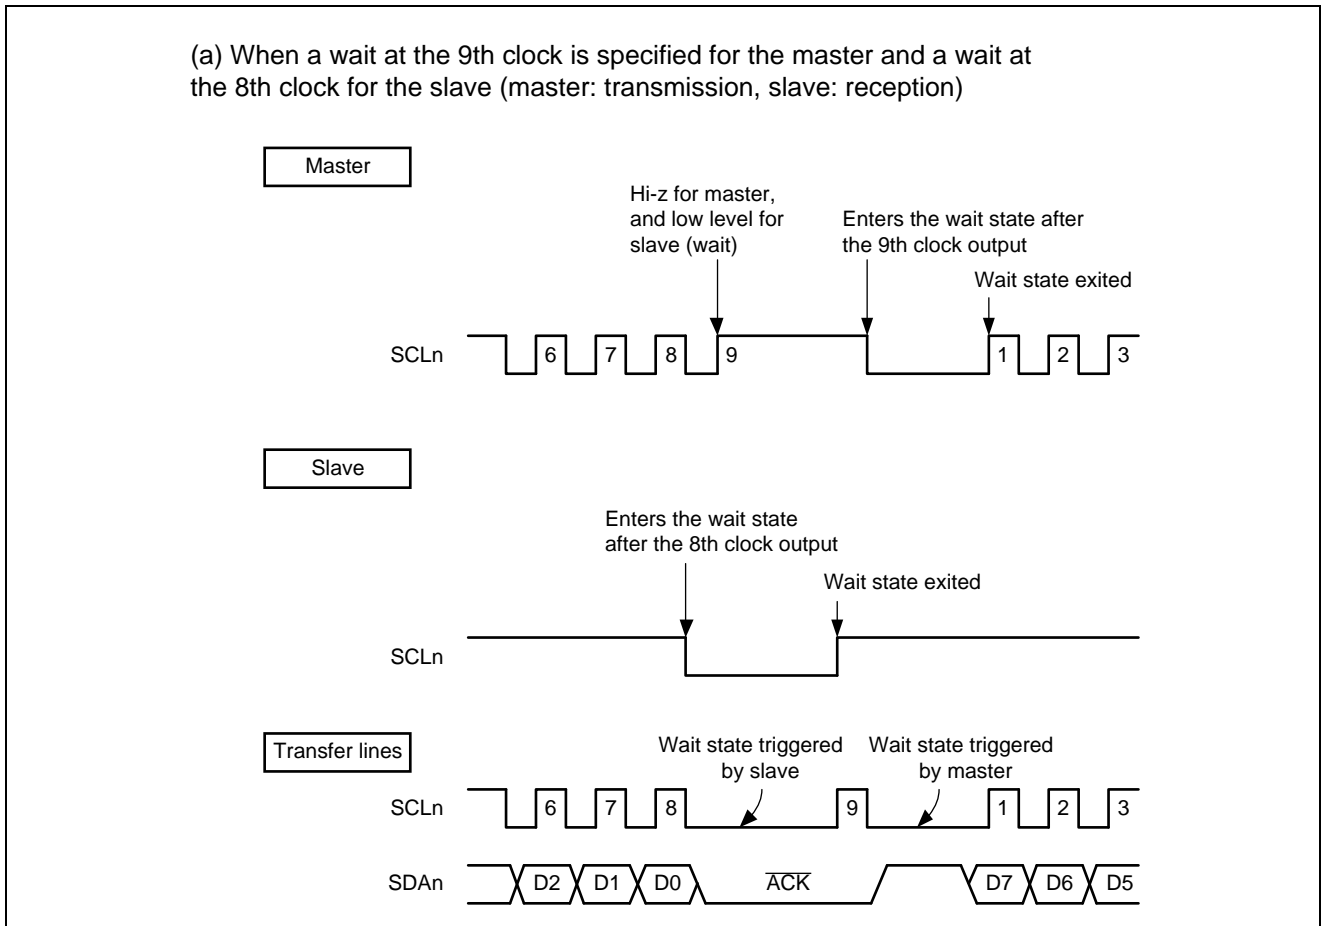 (a) When a wait at the 9th clock is specified for the master and a wait at
the 8th clock for the slave (master: transmission, slave: reception)
Master
Hi-z for master,
and low level for
slave (wait)
Enters the wait state after
the 9th clock output
Wait state exited
SCLn
6 7 8 9 1 2 3
Slave
Enters the wait state
after the 8th clock output
Wait state exited
SCLn
Transfer lines
Wait state triggered
by slave
Wait state triggered
by master
SCLn
6 7 8 9 1 2 3
SDAn
D2 D1 D0 A̅C̅K̅ D7 D6 D5